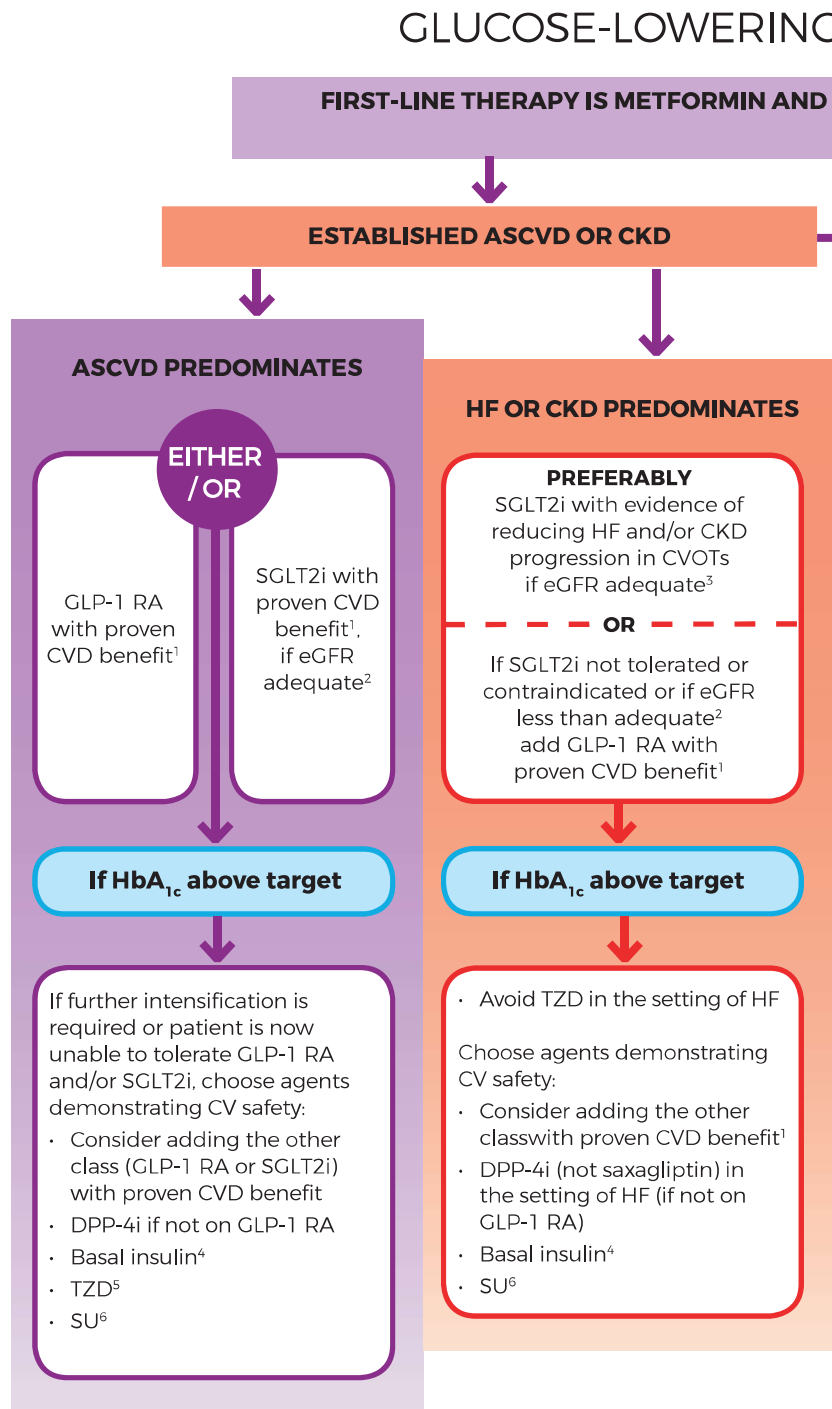 GLUCOSE-LOWERING
FIRST-LINE THERAPY IS METFORMIN AND
ESTABLISHED ASCVD OR CKD
ASCVD PREDOMINATES
EITHER
/ OR
GLP-1 RA
with proven
CVD benefit¹
SGLT2i with
proven CVD
benefit¹,
if eGFR
adequate²
If HbA₁c above target
If further intensification is
required or patient is now
unable to tolerate GLP-1 RA
and/or SGLT2i, choose agents
demonstrating CV safety:
· Consider adding the other
class (GLP-1 RA or SGLT2i)
with proven CVD benefit
· DPP-4i if not on GLP-1 RA
· Basal insulin⁴
· TZD⁵
· SU⁶
HF OR CKD PREDOMINATES
PREFERABLY
SGLT2i with evidence of
reducing HF and/or CKD
progression in CVOTs
if eGFR adequate³
OR
If SGLT2i not tolerated or
contraindicated or if eGFR
less than adequate²
add GLP-1 RA with
proven CVD benefit¹
If HbA₁c above target
· Avoid TZD in the setting of HF
Choose agents demonstrating
CV safety:
· Consider adding the other
classwith proven CVD benefit¹
· DPP-4i (not saxagliptin) in
the setting of HF (if not on
GLP-1 RA)
· Basal insulin⁴
· SU⁶